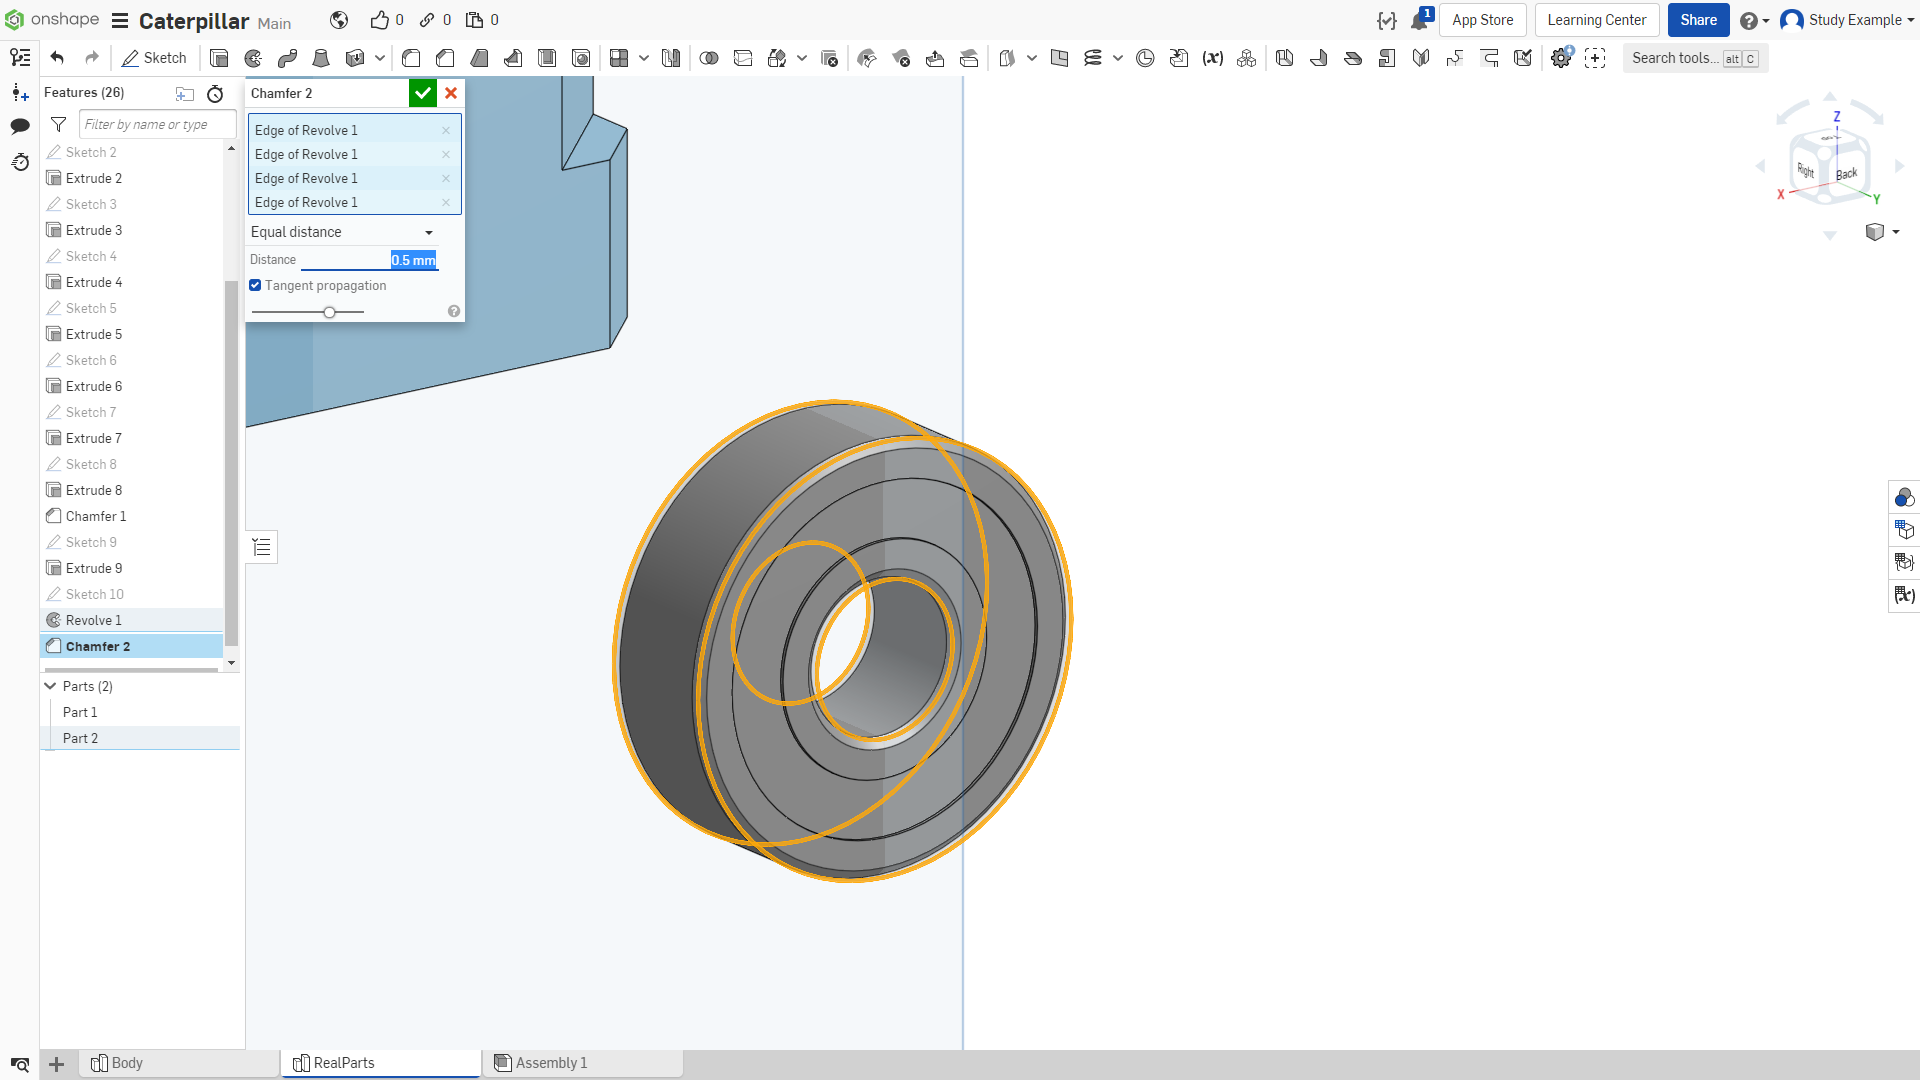 onshape Caterpillar Main 0 0 0 1 App Store Learning Center Share Study Example
Sketch Search tools... alt C
Features (26)
Filter by name or type
Sketch 2
Extrude 2
Sketch 3
Extrude 3
Sketch 4
Extrude 4
Sketch 5
Extrude 5
Sketch 6
Extrude 6
Sketch 7
Extrude 7
Sketch 8
Extrude 8
Chamfer 1
Sketch 9
Extrude 9
Sketch 10
Revolve 1
Chamfer 2
Parts (2)
Part 1
Part 2
Chamfer 2
Edge of Revolve 1
Edge of Revolve 1
Edge of Revolve 1
Edge of Revolve 1
Equal distance
Distance 0.5 mm
Tangent propagation
Z
Top
Right Back
X Y
Body RealParts Assembly 1